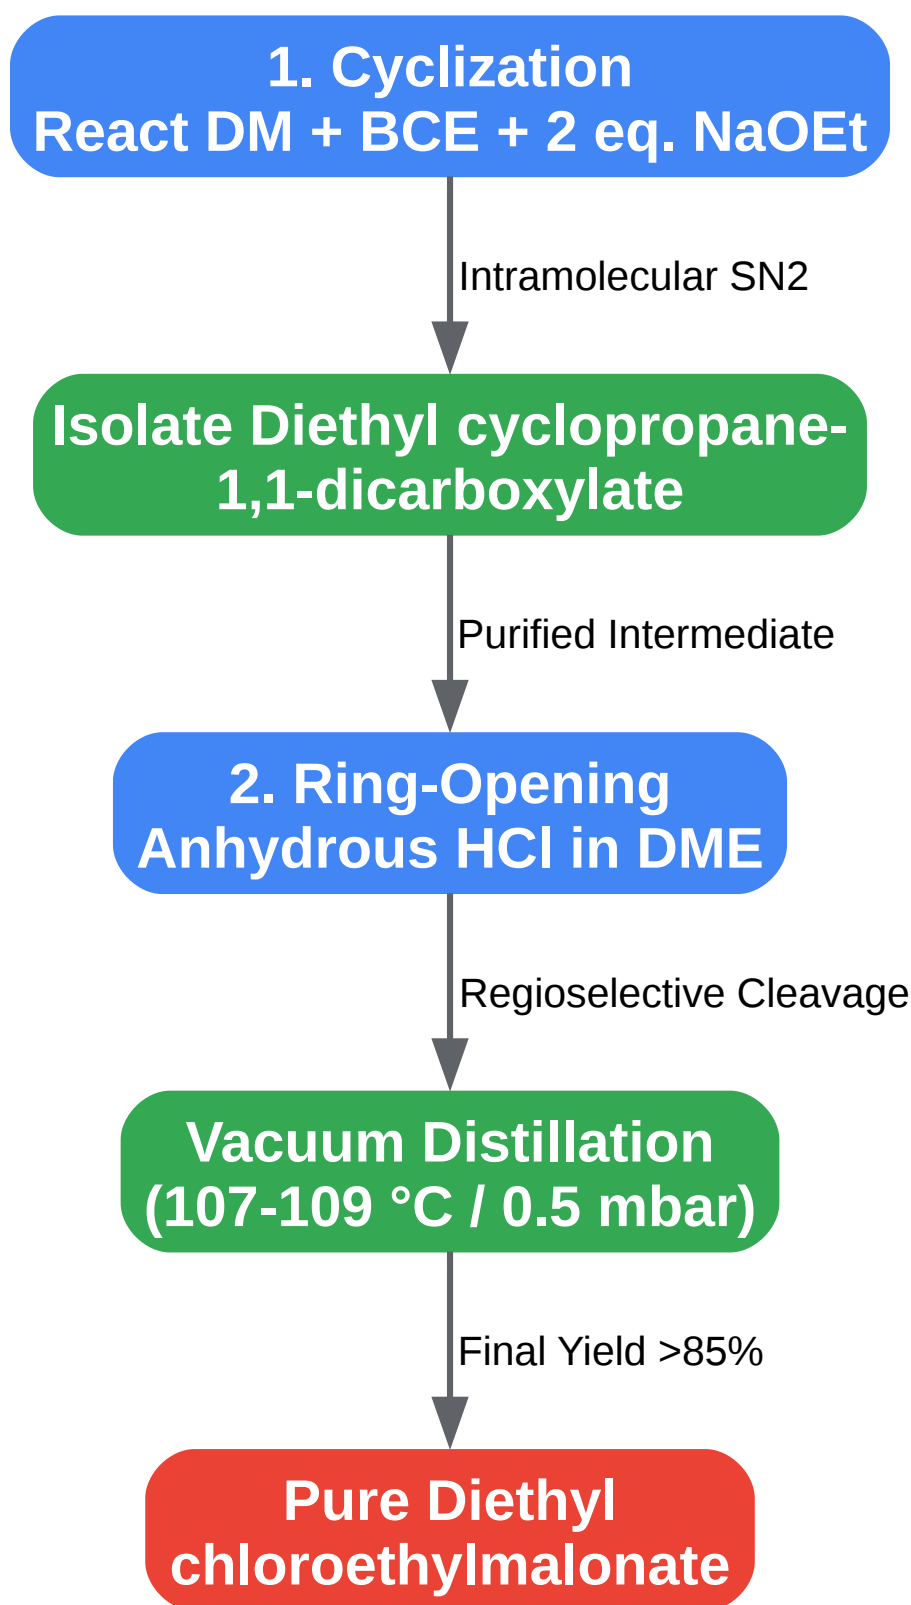 1. Cyclization
React DM + BCE + 2 eq. NaOEt
Intramolecular SN2
Isolate Diethyl cyclopropane-
1,1-dicarboxylate
Purified Intermediate
2. Ring-Opening
Anhydrous HCl in DME
Regioselective Cleavage
Vacuum Distillation
(107-109 °C / 0.5 mbar)
Final Yield >85%
Pure Diethyl
chloroethylmalonate